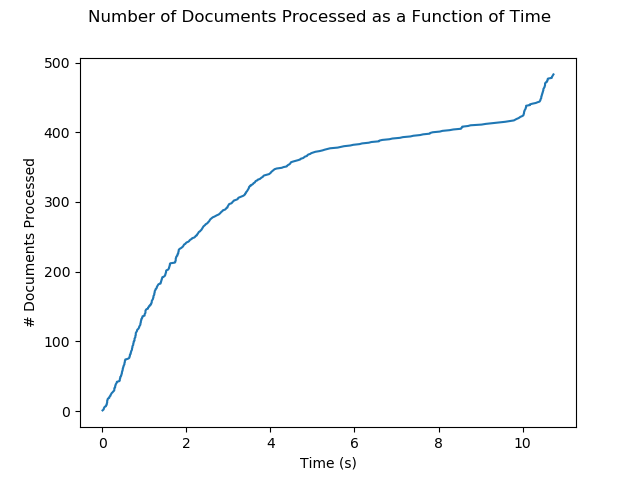 Number of Documents Processed as a Function of Time
# Documents Processed
500
400
300
200
100
0
0 2 4 6 8 10
Time (s)